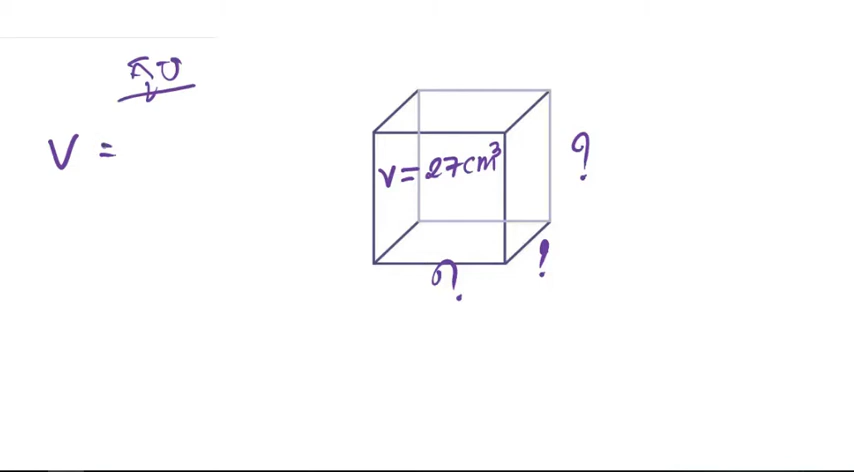 V =
v = 27cm³
?
?
?